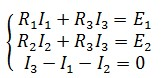 R₁I₁ + R₃I₃ = E₁
R₂I₂ + R₃I₃ = E₂
I₃ − I₁ − I₂ = 0